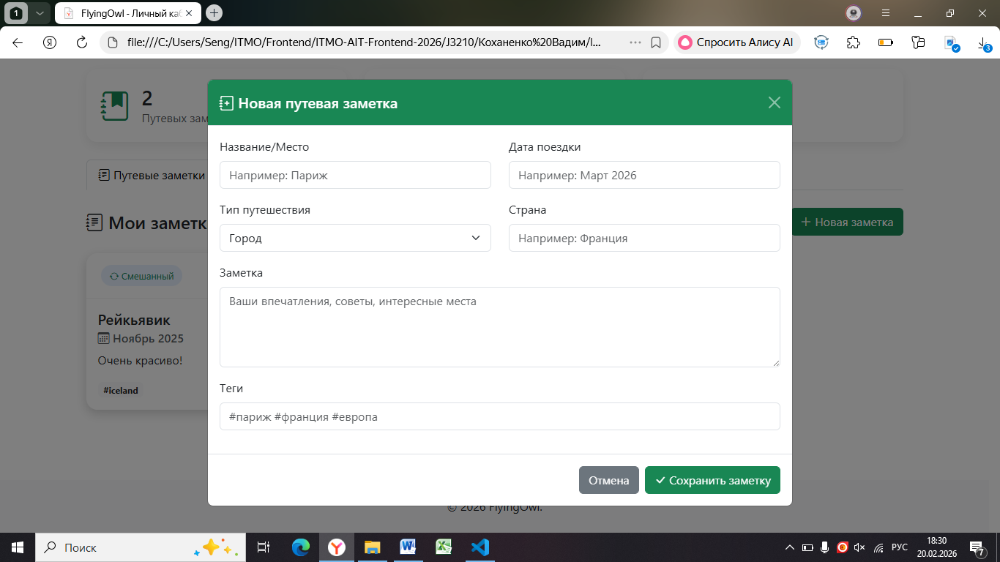 1
FlyingOwl - Личный каб
file:///C:/Users/Seng/ITMO/Frontend/ITMO-AIT-Frontend-2026/J3210/Коханенко%20Вадим/l...
Спросить Алису AI
3
2
Путевых зам
Новая путевая заметка
Название/Место
Дата поездки
Например: Париж
Например: Март 2026
Путевые заметки
Тип путешествия
Страна
Город
Например: Франция
Мои заметк
Новая заметка
Заметка
Ваши впечатления, советы, интересные места
Смешанный
Рейкьявик
Ноябрь 2025
Очень красиво!
#iceland
Теги
#париж #франция #европа
Отмена
Сохранить заметку
© 2026 FlyingOwl.
Поиск
РУС
18:30
20.02.2026
7